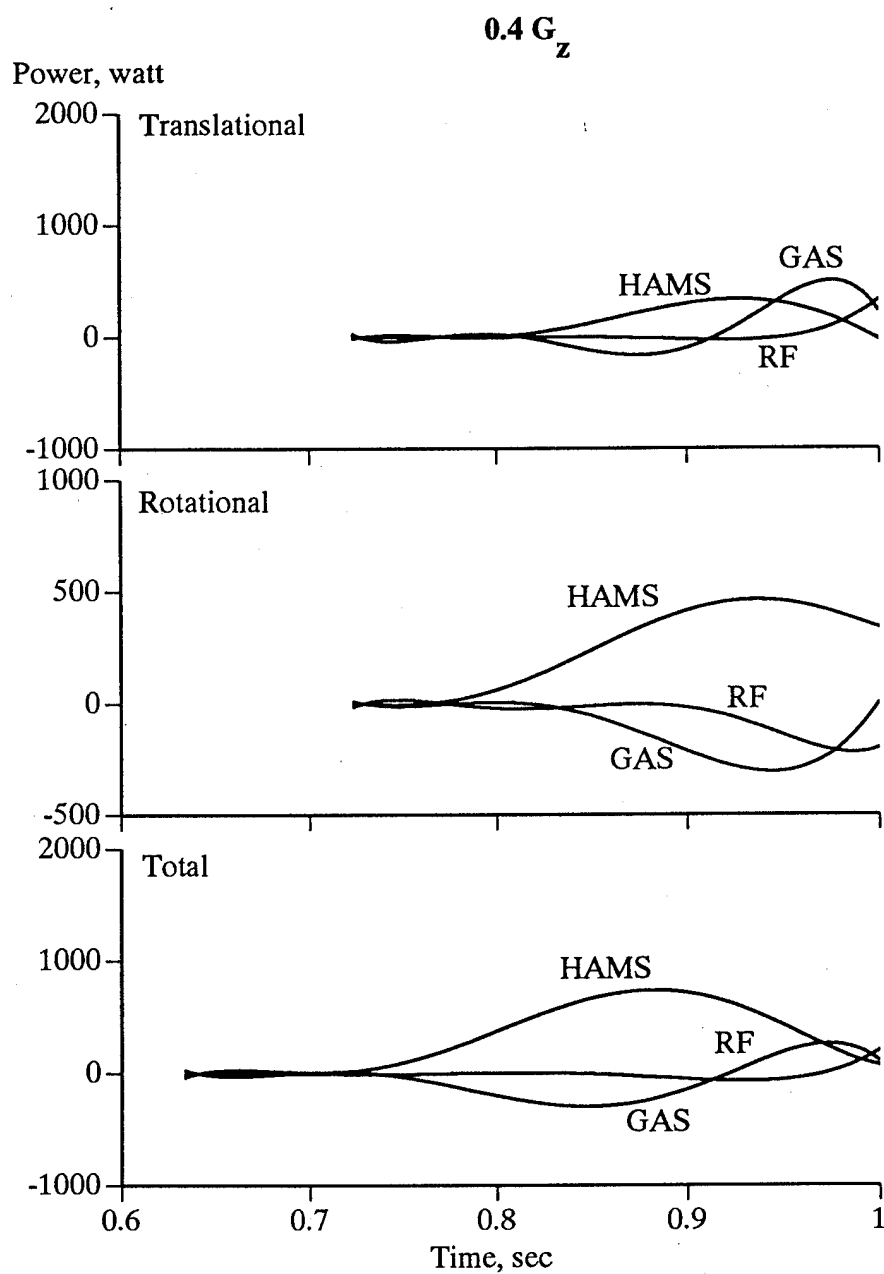 0.4 Gz
Power, watt
2000
Translational
1000
GAS
HAMS
0
RF
-1000
1000
Rotational
500
HAMS
0
RF
GAS
-500
2000
Total
1000
HAMS
RF
0
GAS
-1000
0.6 0.7 0.8 0.9 1
Time, sec